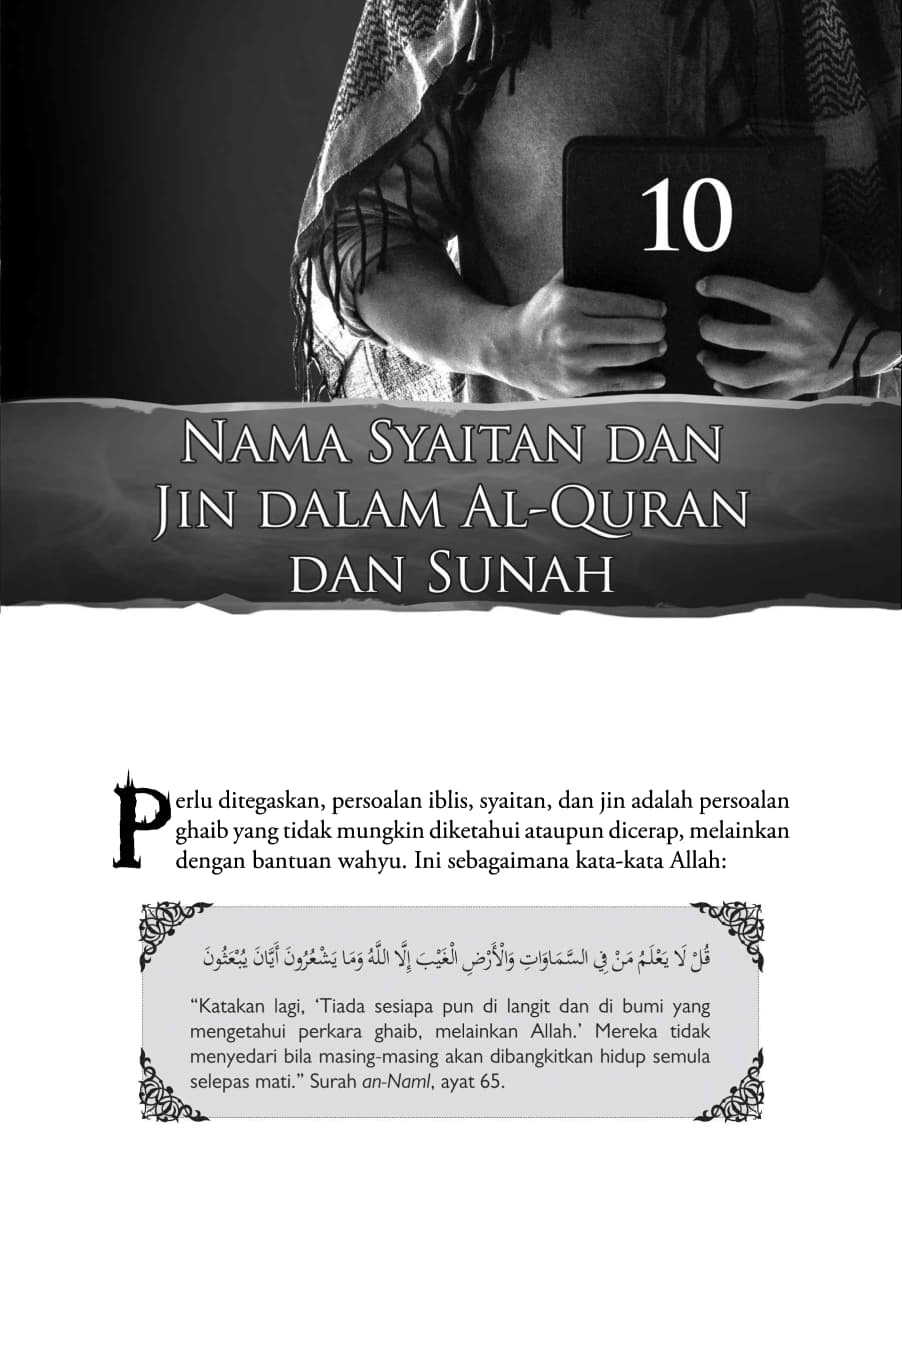 BAB
10
NAMA SYAITAN DAN
JIN DALAM AL-QURAN
DAN SUNAH
Perlu ditegaskan, persoalan iblis, syaitan, dan jin adalah persoalan
ghaib yang tidak mungkin diketahui ataupun dicerap, melainkan
dengan bantuan wahyu. Ini sebagaimana kata-kata Allah:
قُلْ لَا يَعْلَمُ مَنْ فِي السَّمَاوَاتِ وَالْأَرْضِ الْغَيْبَ إِلَّا اللَّهُ وَمَا يَشْعُرُونَ أَيَّانَ يُبْعَثُونَ
“Katakan lagi, ‘Tiada sesiapa pun di langit dan di bumi yang
mengetahui perkara ghaib, melainkan Allah.’ Mereka tidak
menyedari bila masing-masing akan dibangkitkan hidup semula
selepas mati.” Surah an-Naml, ayat 65.